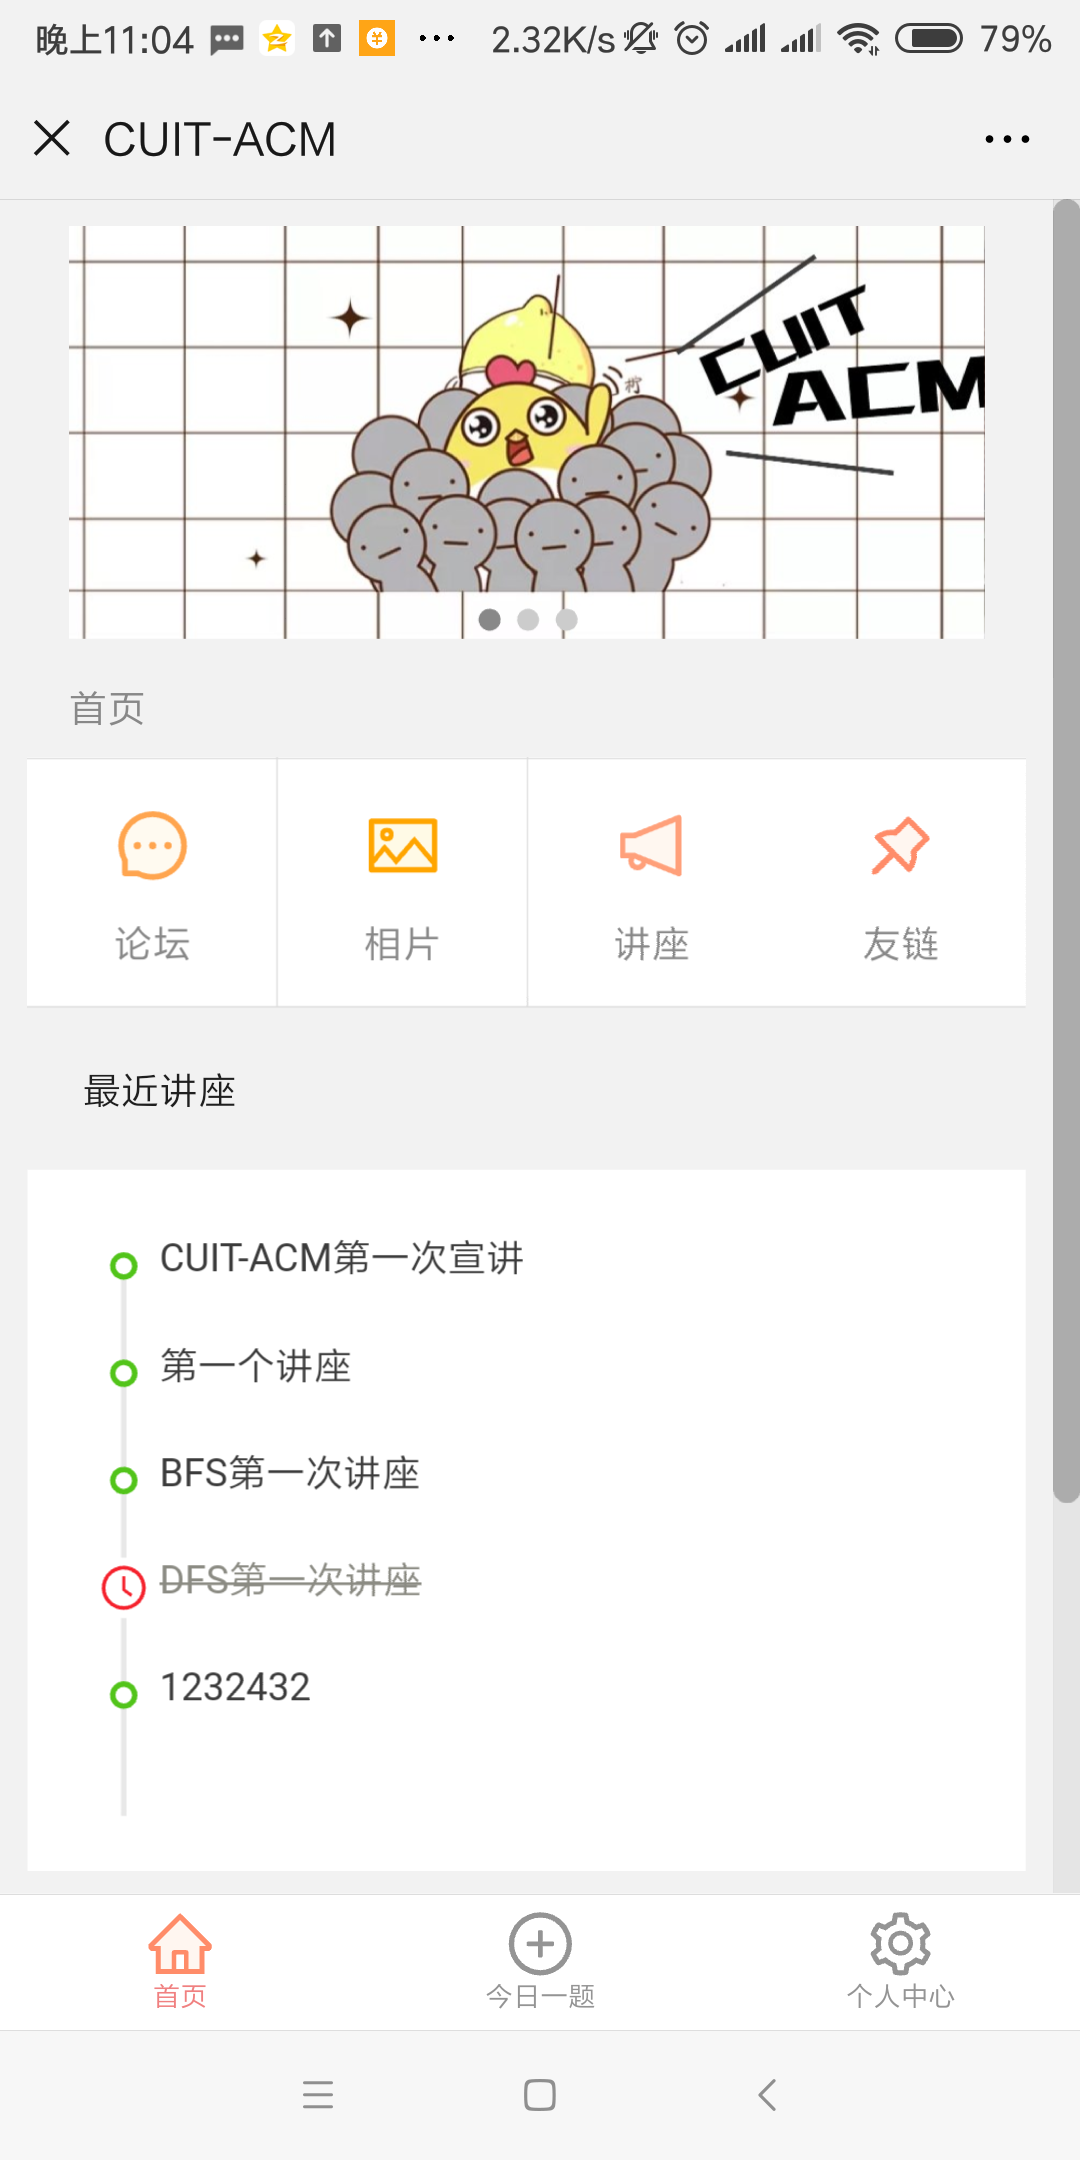 晚上11:04 2.32K/s 79%
CUIT-ACM
CUIT
ACM
首页
论坛 相片 讲座 友链
最近讲座
CUIT-ACM第一次宣讲
第一个讲座
BFS第一次讲座
DFS第一次讲座
1232432
首页 今日一题 个人中心